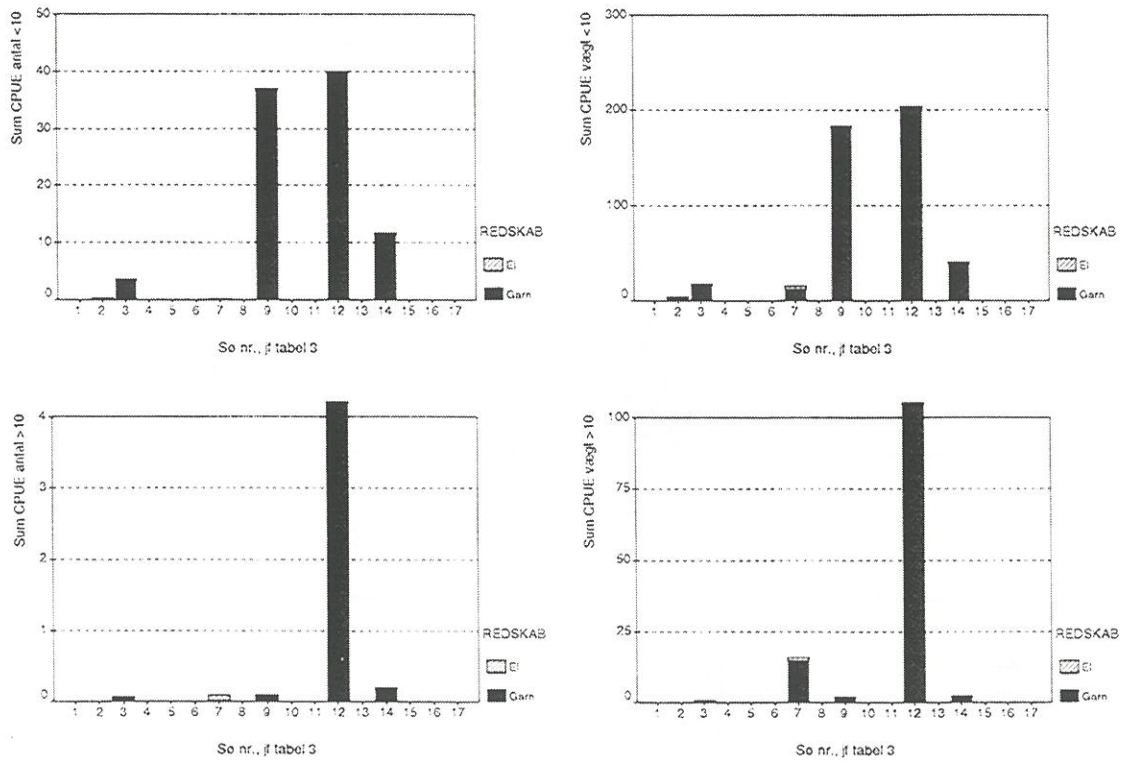 Sum CPUE antal <10
50
40
30
20
10
0
1 2 3 4 5 6 7 8 9 10 11 12 13 14 15 16 17
Sø nr., jf tabel 3
REDSKAB
El
Garn
Sum CPUE vægt <10
300
200
100
0
1 2 3 4 5 6 7 8 9 10 11 12 13 14 15 16 17
Sø nr., jf tabel 3
REDSKAB
El
Garn
Sum CPUE antal >10
4
3
2
1
0
1 2 3 4 5 6 7 8 9 10 11 12 13 14 15 16 17
Sø nr., jf tabel 3
REDSKAB
El
Garn
Sum CPUE vægt >10
100
75
50
25
0
1 2 3 4 5 6 7 8 9 10 11 12 13 14 15 16 17
Sø nr., jf tabel 3
REDSKAB
El
Garn